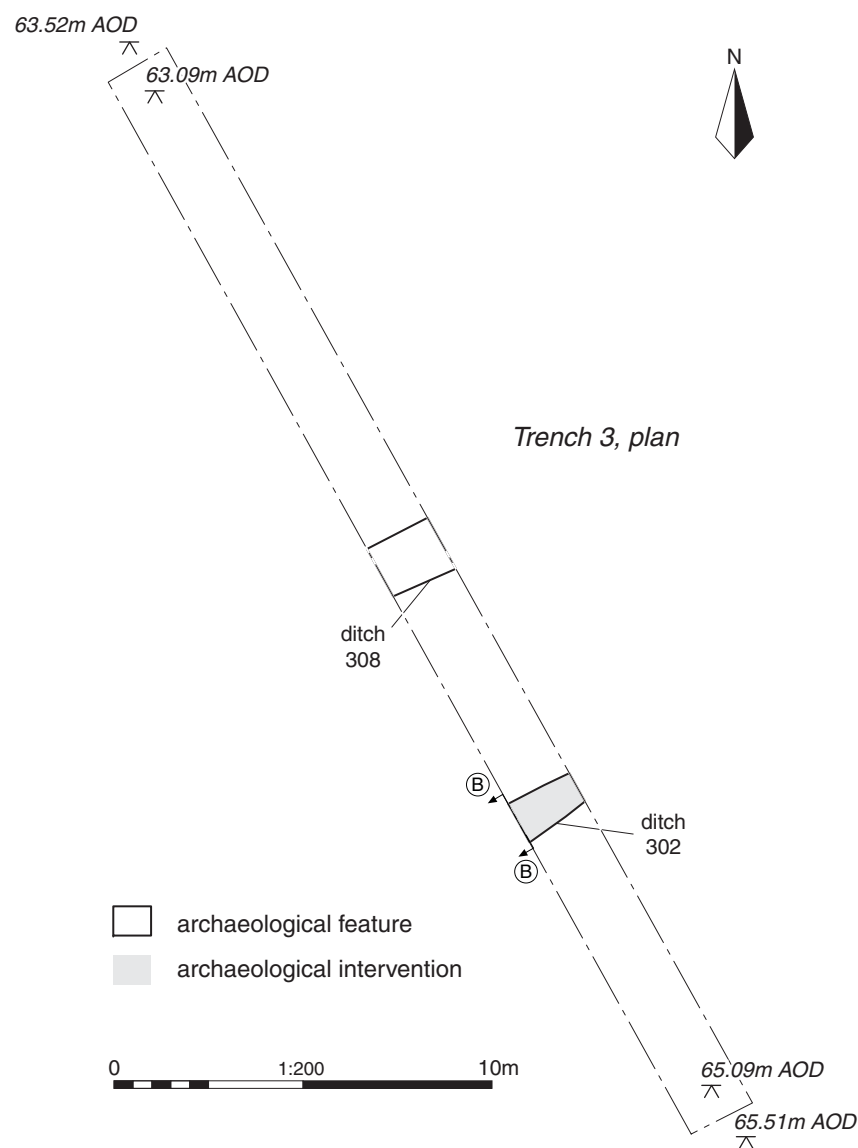 63.52m AOD
63.09m AOD
N
Trench 3, plan
ditch
308
B
ditch
302
B
archaeological feature
archaeological intervention
0 1:200 10m
65.09m AOD
65.51m AOD